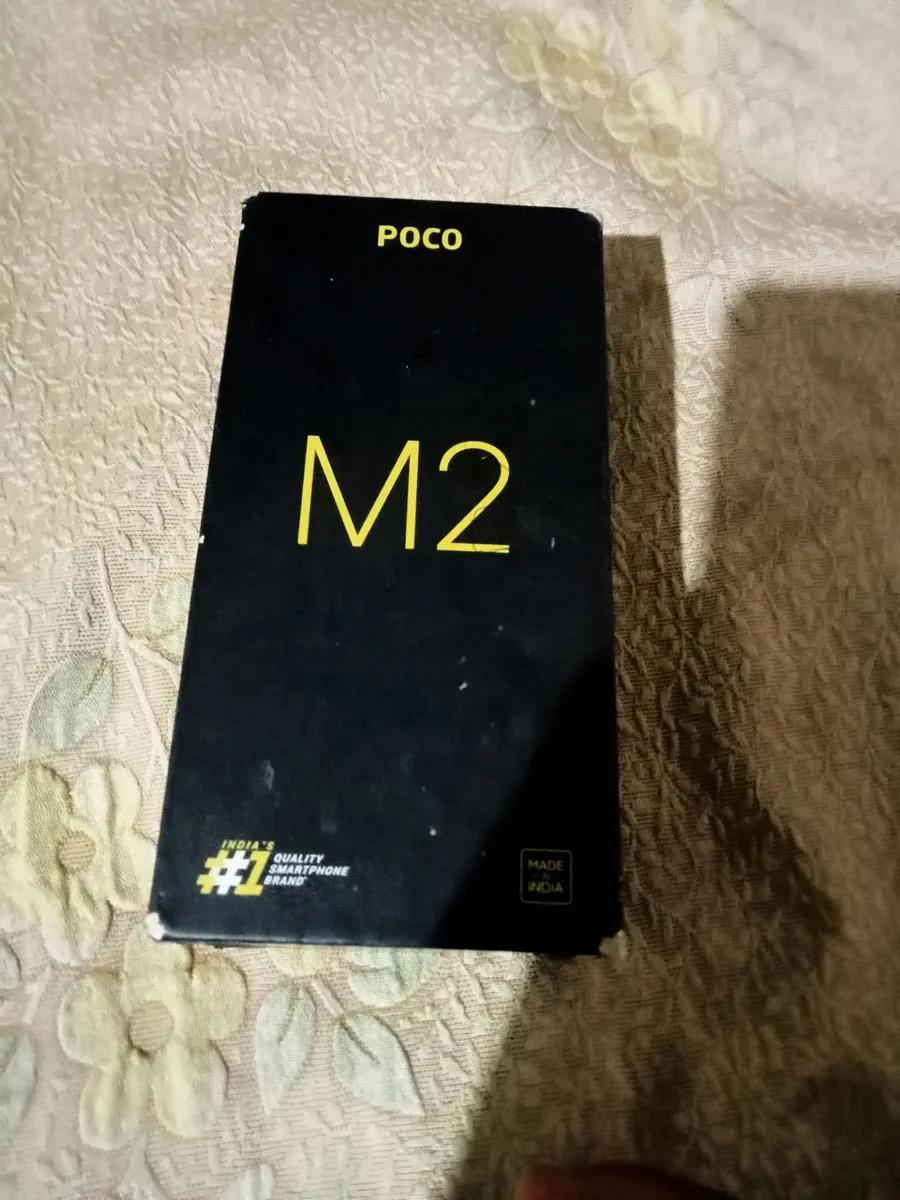 POCO
M2
INDIA'S
#1 QUALITY
SMARTPHONE
BRAND*
MADE
IN
INDIA